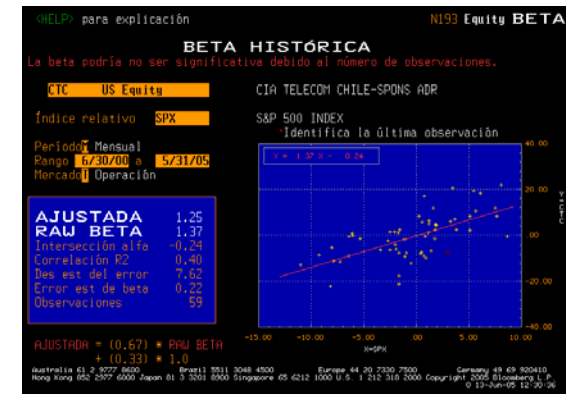 <HELP> para explicación N193 Equity BETA
BETA HISTÓRICA
La beta podría no ser significativa debido al número de observaciones.
CTC US Equity CIA TELECOM CHILE-SPONS ADR
Índice relativo SPX S&P 500 INDEX
*Identifica la última observación
Período M Mensual
Rango 6/30/00 a 5/31/05
Mercado T Operación
Y = 1.37 X - 0.24
40.00
20.00
.00
-20.00
-40.00
Y=CTC
AJUSTADA 1.25
RAW BETA 1.37
Intersección alfa -0.24
Correlación R2 0.40
Des est del error 7.62
Error est de beta 0.22
Observaciones 59
-15.00 -10.00 -5.00 .00 5.00 10.00
X=SPX
AJUSTADA = (0.67) * RAW BETA
+ (0.33) * 1.0
Australia 61 2 9777 8600 Brazil 5511 3048 4500 Europe 44 20 7330 7500 Germany 49 69 920410
Hong Kong 852 2977 6000 Japan 81 3 3201 8900 Singapore 65 6212 1000 U.S. 1 212 318 2000 Copyright 2005 Bloomberg L.P.
0 13-Jun-05 12:30:36